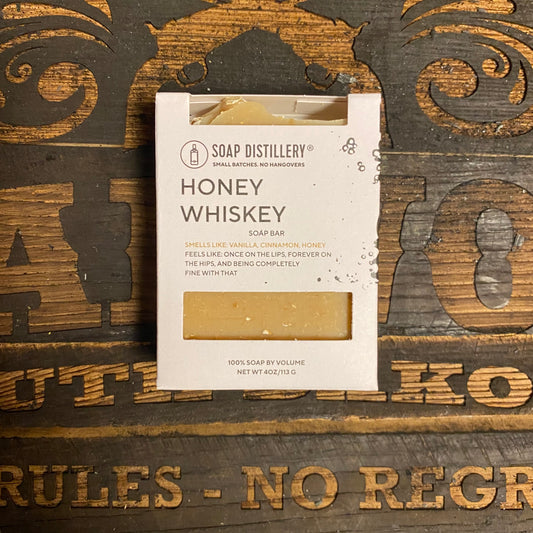 SOAP DISTILLERY®
SMALL BATCHES. NO HANGOVERS
HONEY
WHISKEY
SOAP BAR
SMELLS LIKE: VANILLA, CINNAMON, HONEY
FEELS LIKE: ONCE ON THE LIPS, FOREVER ON
THE HIPS, AND BEING COMPLETELY
FINE WITH THAT
100% SOAP BY VOLUME
NET WT 4OZ/113 G
RULES - NO REGR